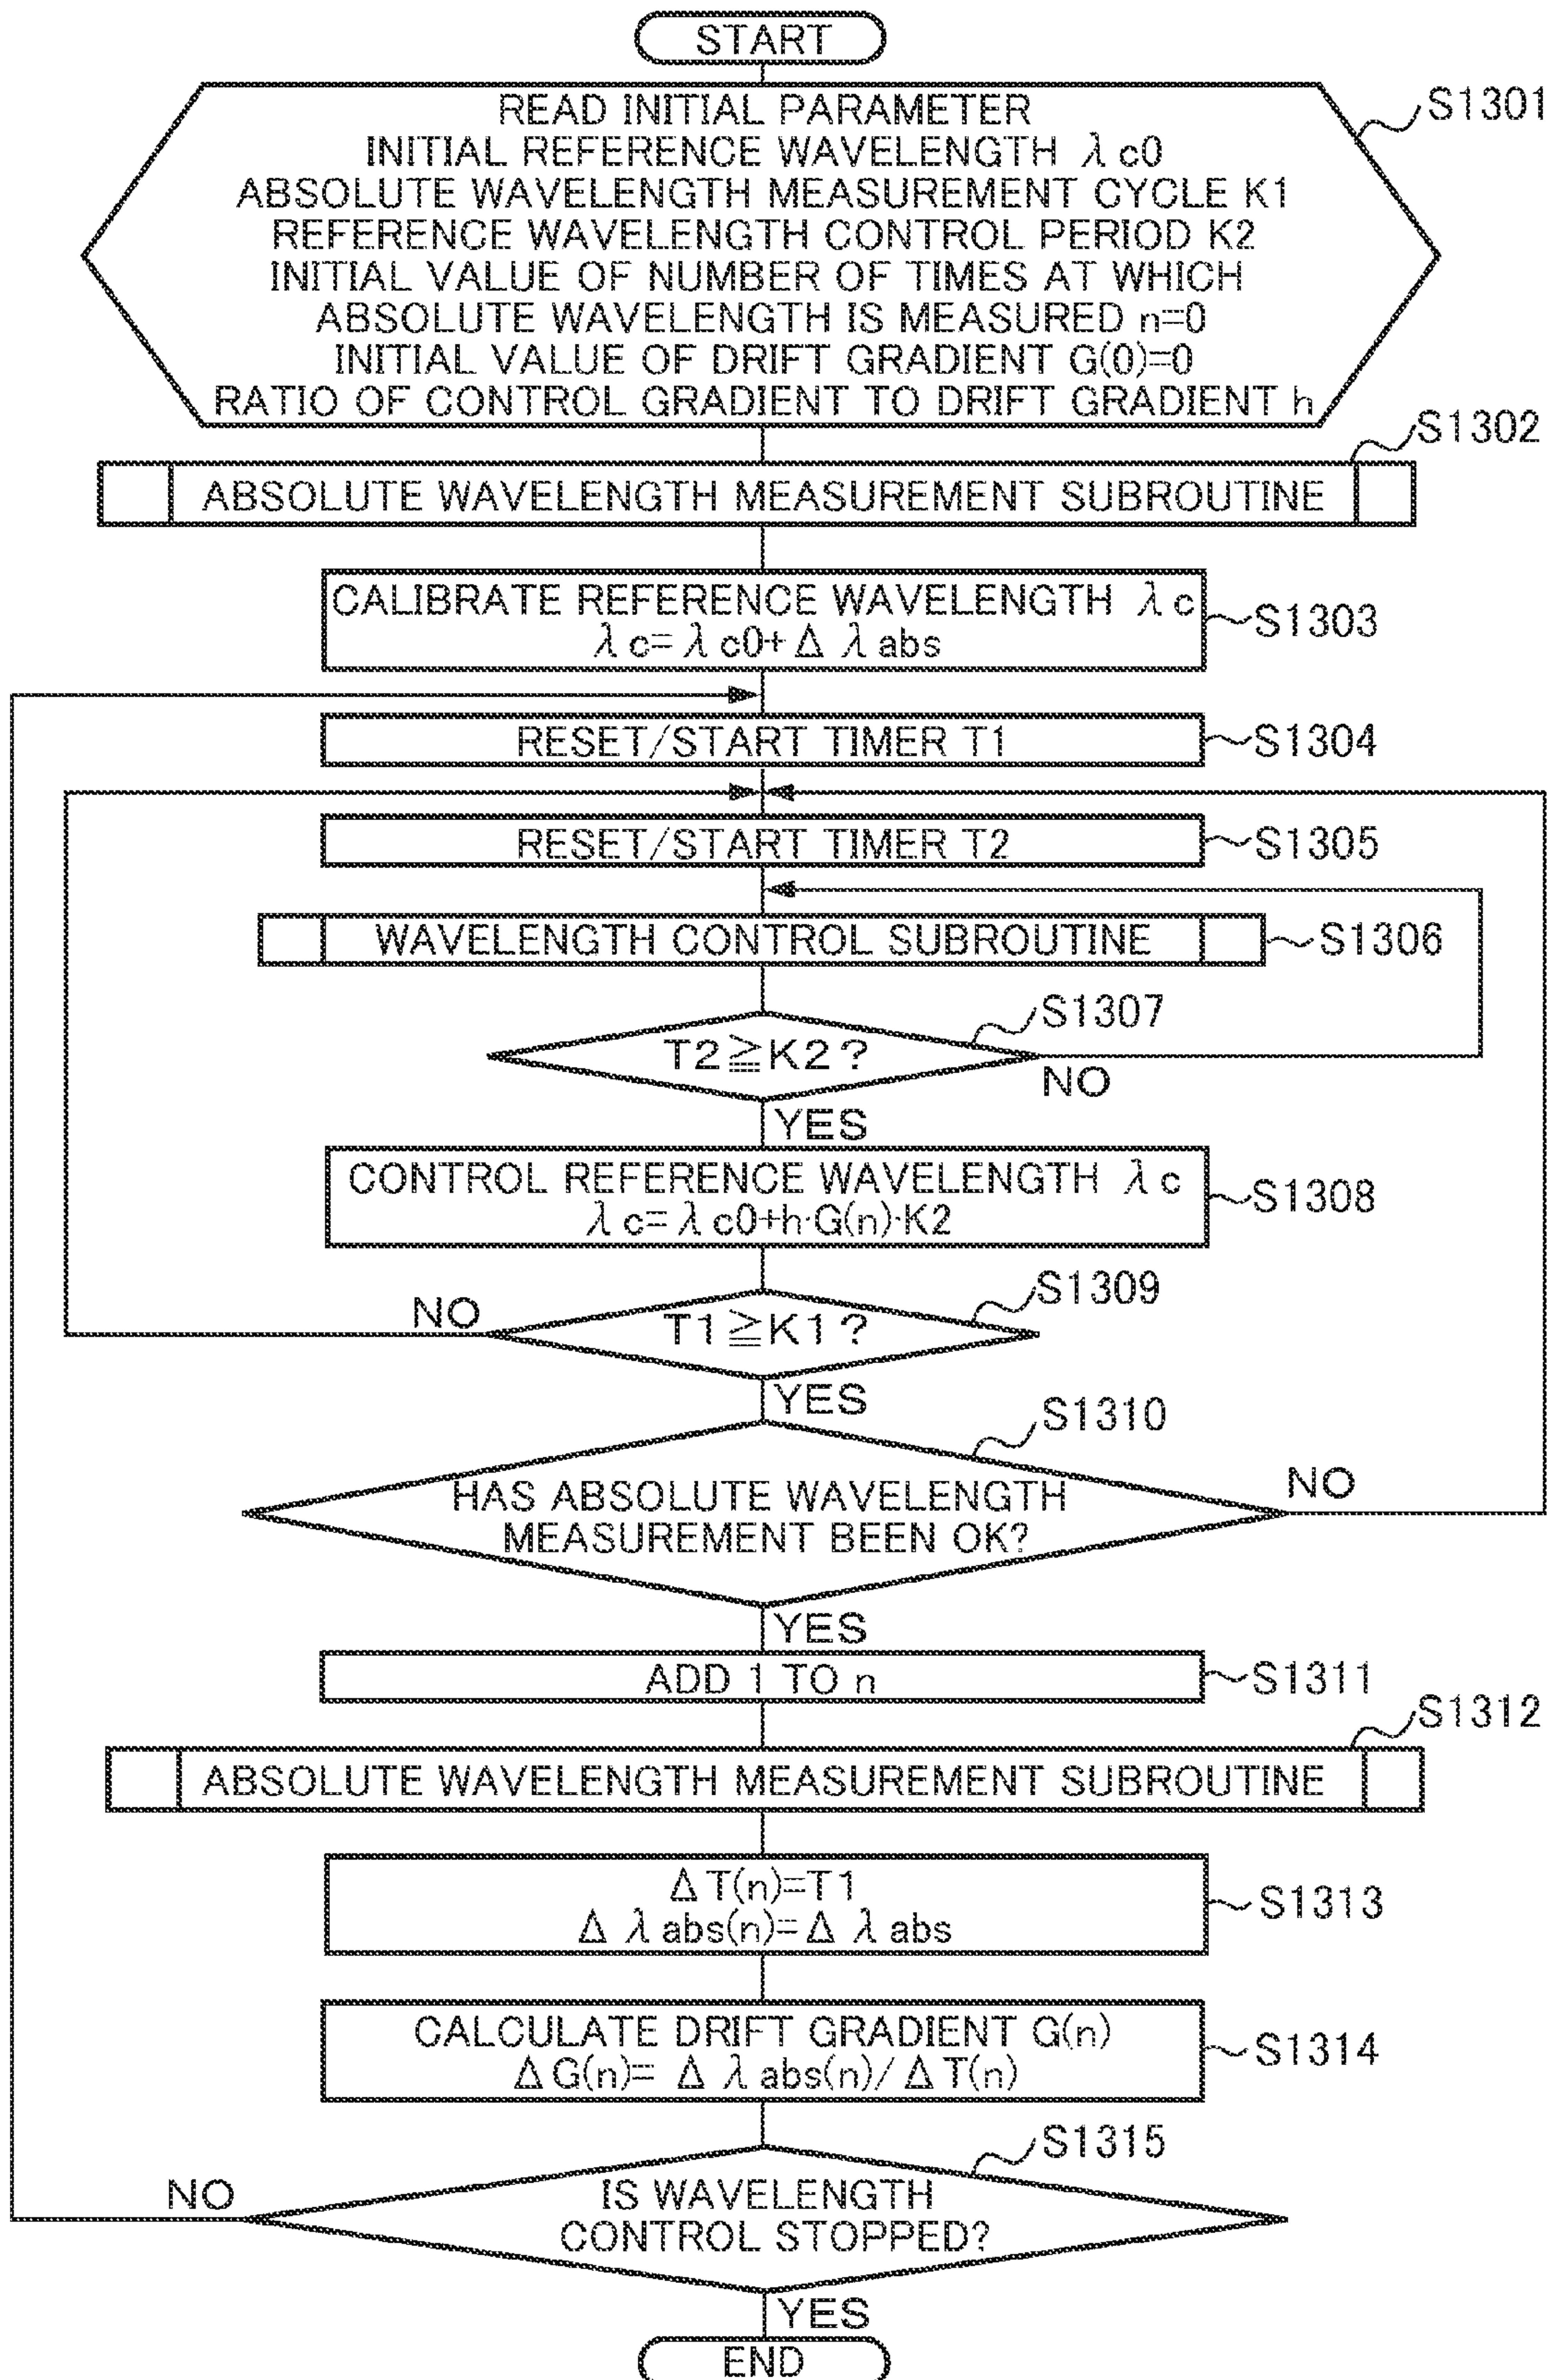 START
READ INITIAL PARAMETER
INITIAL REFERENCE WAVELENGTH λc0
ABSOLUTE WAVELENGTH MEASUREMENT CYCLE K1
REFERENCE WAVELENGTH CONTROL PERIOD K2
INITIAL VALUE OF NUMBER OF TIMES AT WHICH
ABSOLUTE WAVELENGTH IS MEASURED n=0
INITIAL VALUE OF DRIFT GRADIENT G(0)=0
RATIO OF CONTROL GRADIENT TO DRIFT GRADIENT h
S1301
S1302
ABSOLUTE WAVELENGTH MEASUREMENT SUBROUTINE
CALIBRATE REFERENCE WAVELENGTH λc
λc=λc0+Δλabs
S1303
RESET/START TIMER T1
S1304
RESET/START TIMER T2
S1305
WAVELENGTH CONTROL SUBROUTINE
S1306
S1307
T2≧K2?
NO
YES
CONTROL REFERENCE WAVELENGTH λc
λc=λc0+h·G(n)·K2
S1308
S1309
NO
T1≧K1?
YES
S1310
HAS ABSOLUTE WAVELENGTH
MEASUREMENT BEEN OK?
NO
YES
ADD 1 TO n
S1311
S1312
ABSOLUTE WAVELENGTH MEASUREMENT SUBROUTINE
ΔT(n)=T1
Δλabs(n)=Δλabs
S1313
CALCULATE DRIFT GRADIENT G(n)
ΔG(n)= Δλabs(n)/ΔT(n)
S1314
S1315
NO
IS WAVELENGTH
CONTROL STOPPED?
YES
END